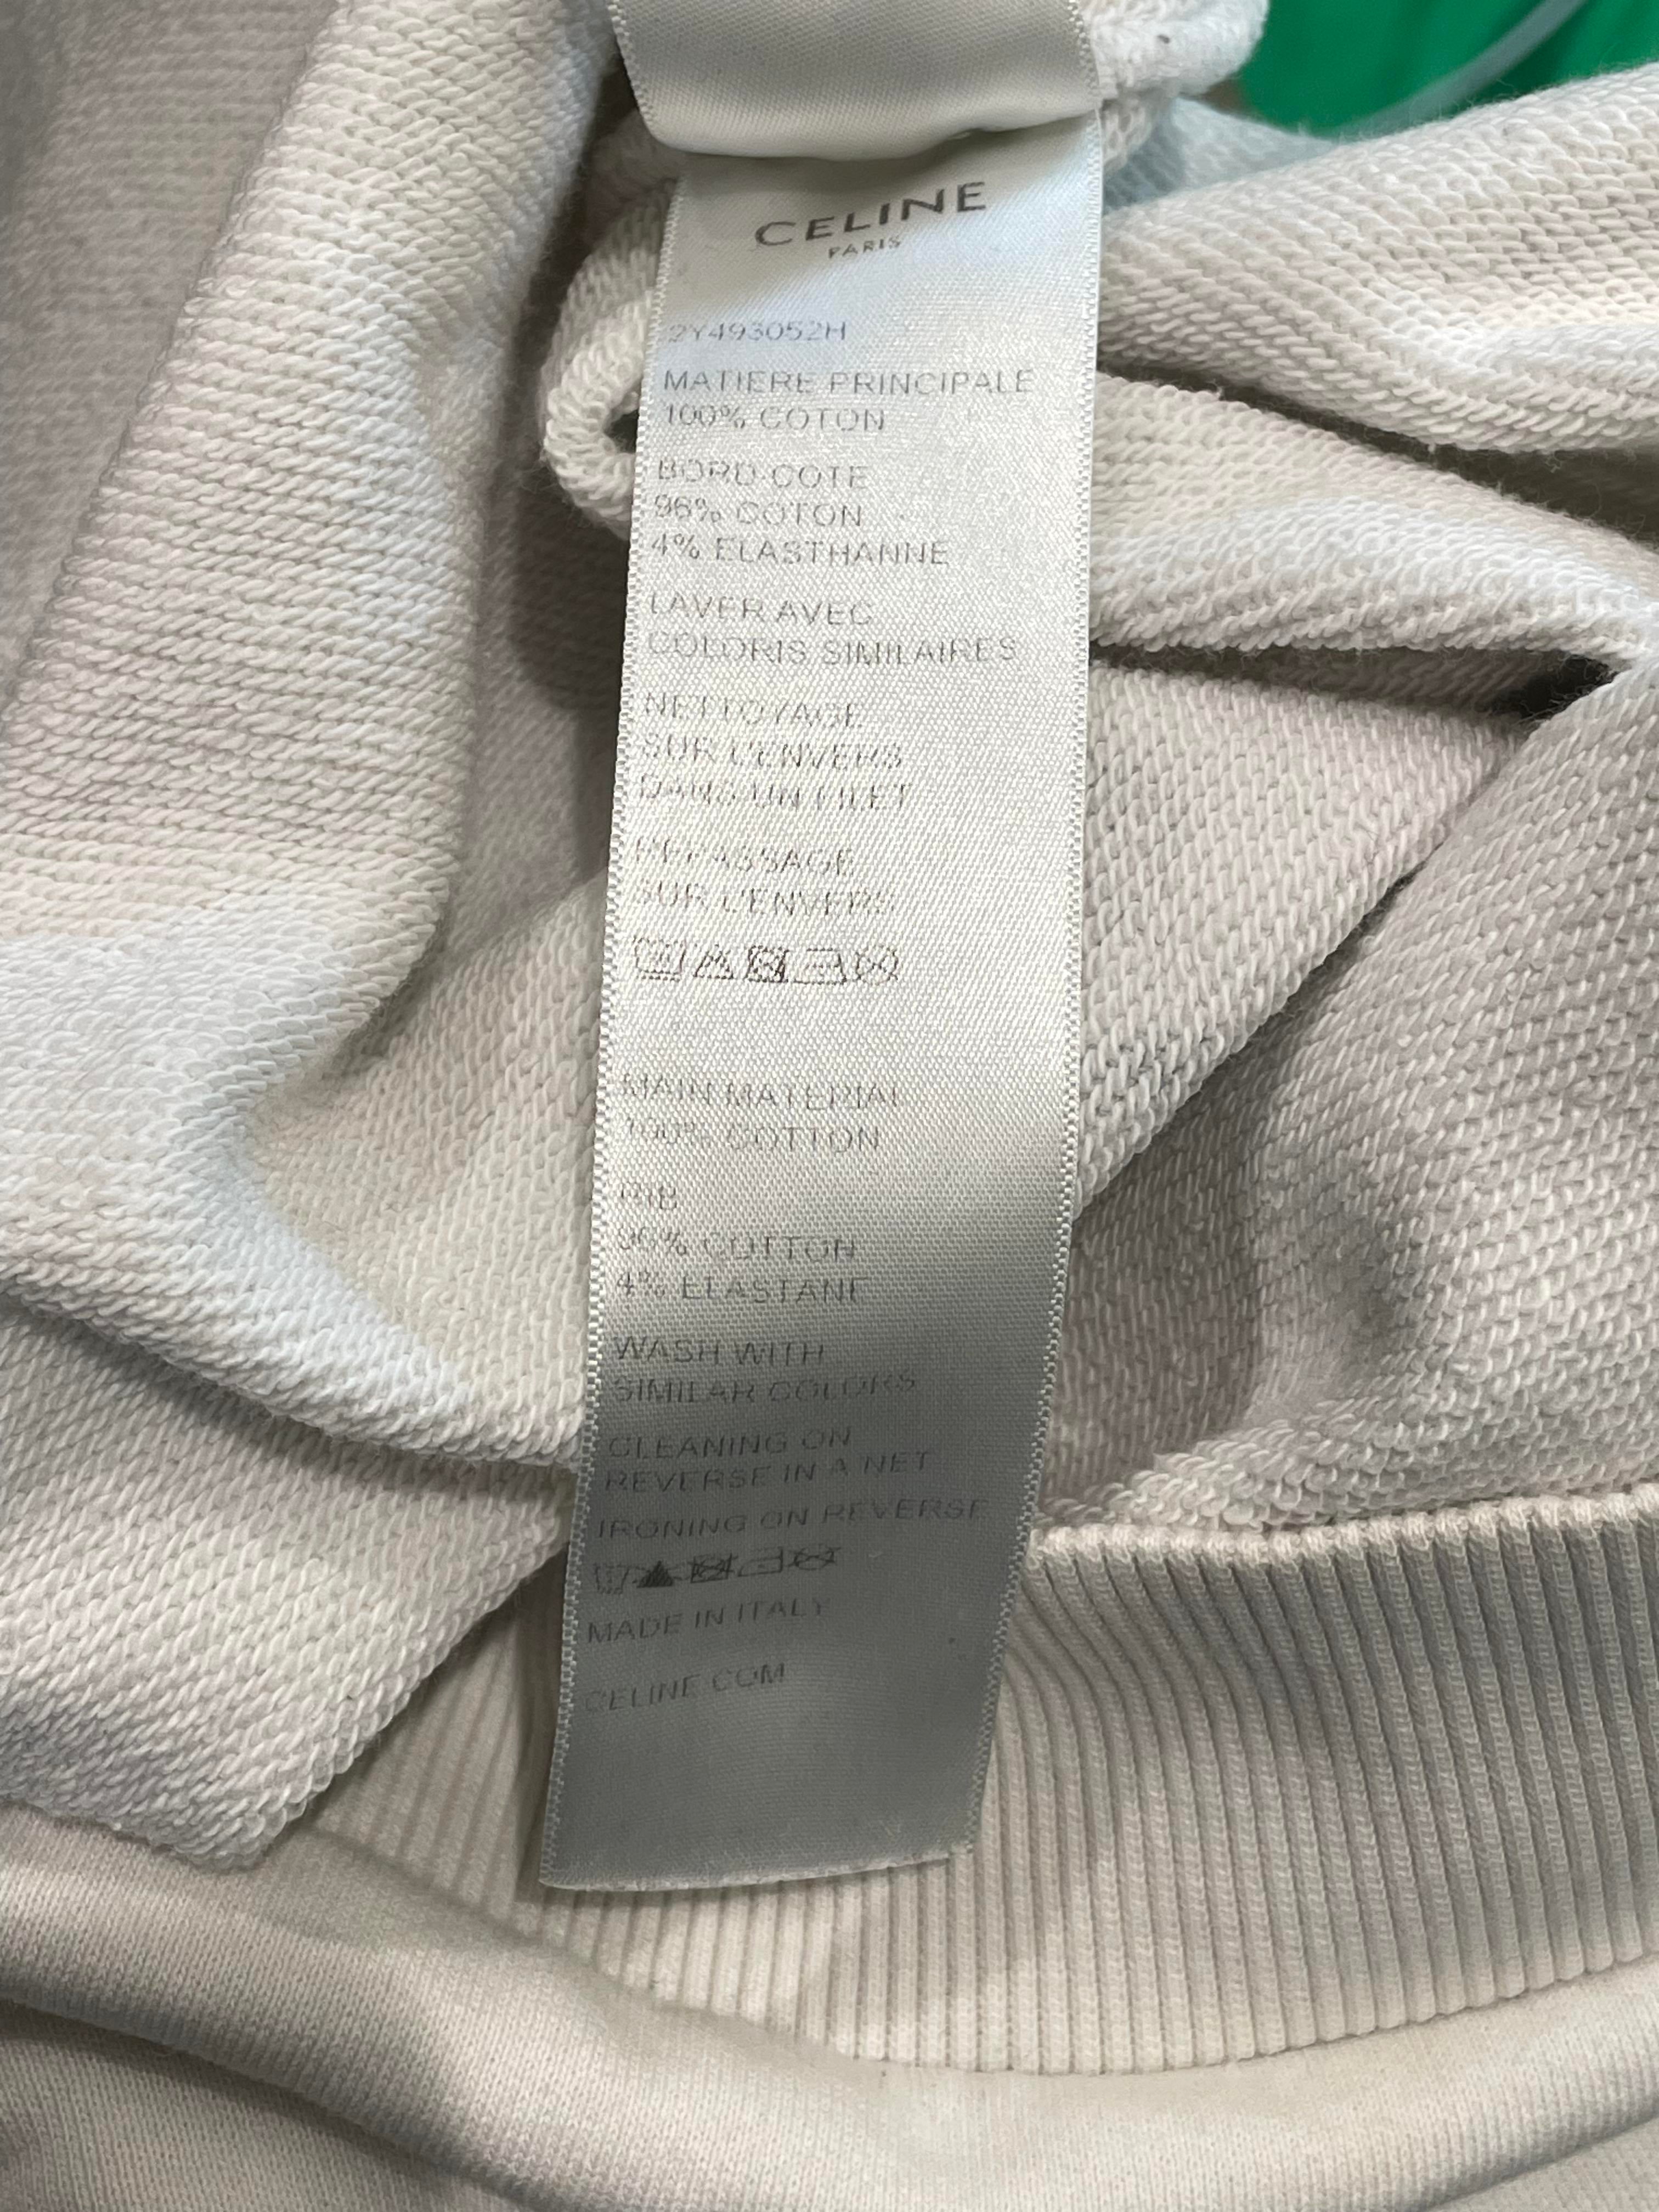 CELINE
PARIS
2Y493052H
MATIERE PRINCIPALE
100% COTON
BORD-COTE
96% COTON
4% ELASTHANNE
LAVER AVEC
COLORIS SIMILAIRES
NETTOYAGE
SUR L'ENVERS
DANS UN FILET
REPASSAGE
SUR L'ENVERS
MAIN MATERIAL
100% COTTON
RIB
96% COTTON
4% ELASTANE
WASH WITH
SIMILAR COLORS
CLEANING ON
REVERSE IN A NET
IRONING ON REVERSE
MADE IN ITALY
CELINE.COM